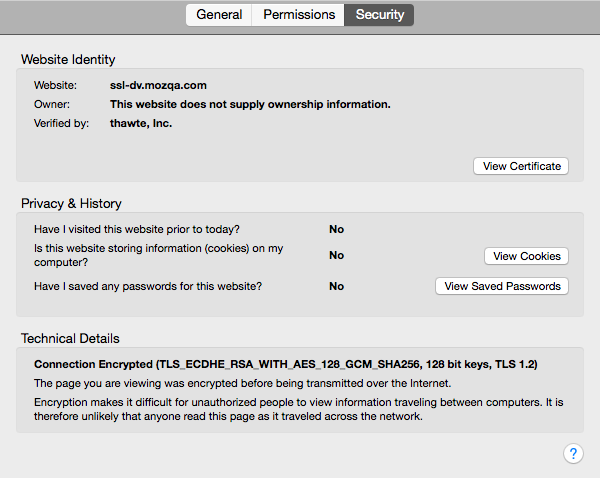 General Permissions Security
Website Identity
Website: ssl-dv.mozqa.com
Owner: This website does not supply ownership information.
Verified by: thawte, Inc.
View Certificate
Privacy & History
Have I visited this website prior to today? No
Is this website storing information (cookies) on my
computer? No View Cookies
Have I saved any passwords for this website? No View Saved Passwords
Technical Details
Connection Encrypted (TLS_ECDHE_RSA_WITH_AES_128_GCM_SHA256, 128 bit keys, TLS 1.2)
The page you are viewing was encrypted before being transmitted over the Internet.
Encryption makes it difficult for unauthorized people to view information traveling between computers. It is
therefore unlikely that anyone read this page as it traveled across the network.
?